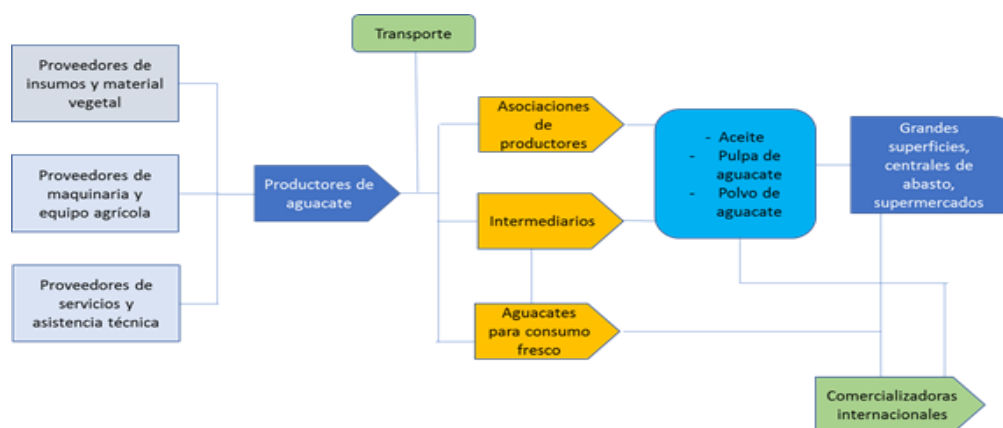 Transporte
Proveedores de
insumos y material
vegetal
Proveedores de
maquinaria y
equipo agrícola
Proveedores de
servicios y
asistencia técnica
Productores de
aguacate
Asociaciones
de
productores
Intermediarios
Aguacates
para consumo
fresco
- Aceite
- Pulpa de
aguacate
- Polvo de
aguacate
Grandes
superficies,
centrales de
abasto,
supermercados
Comercializadoras
internacionales